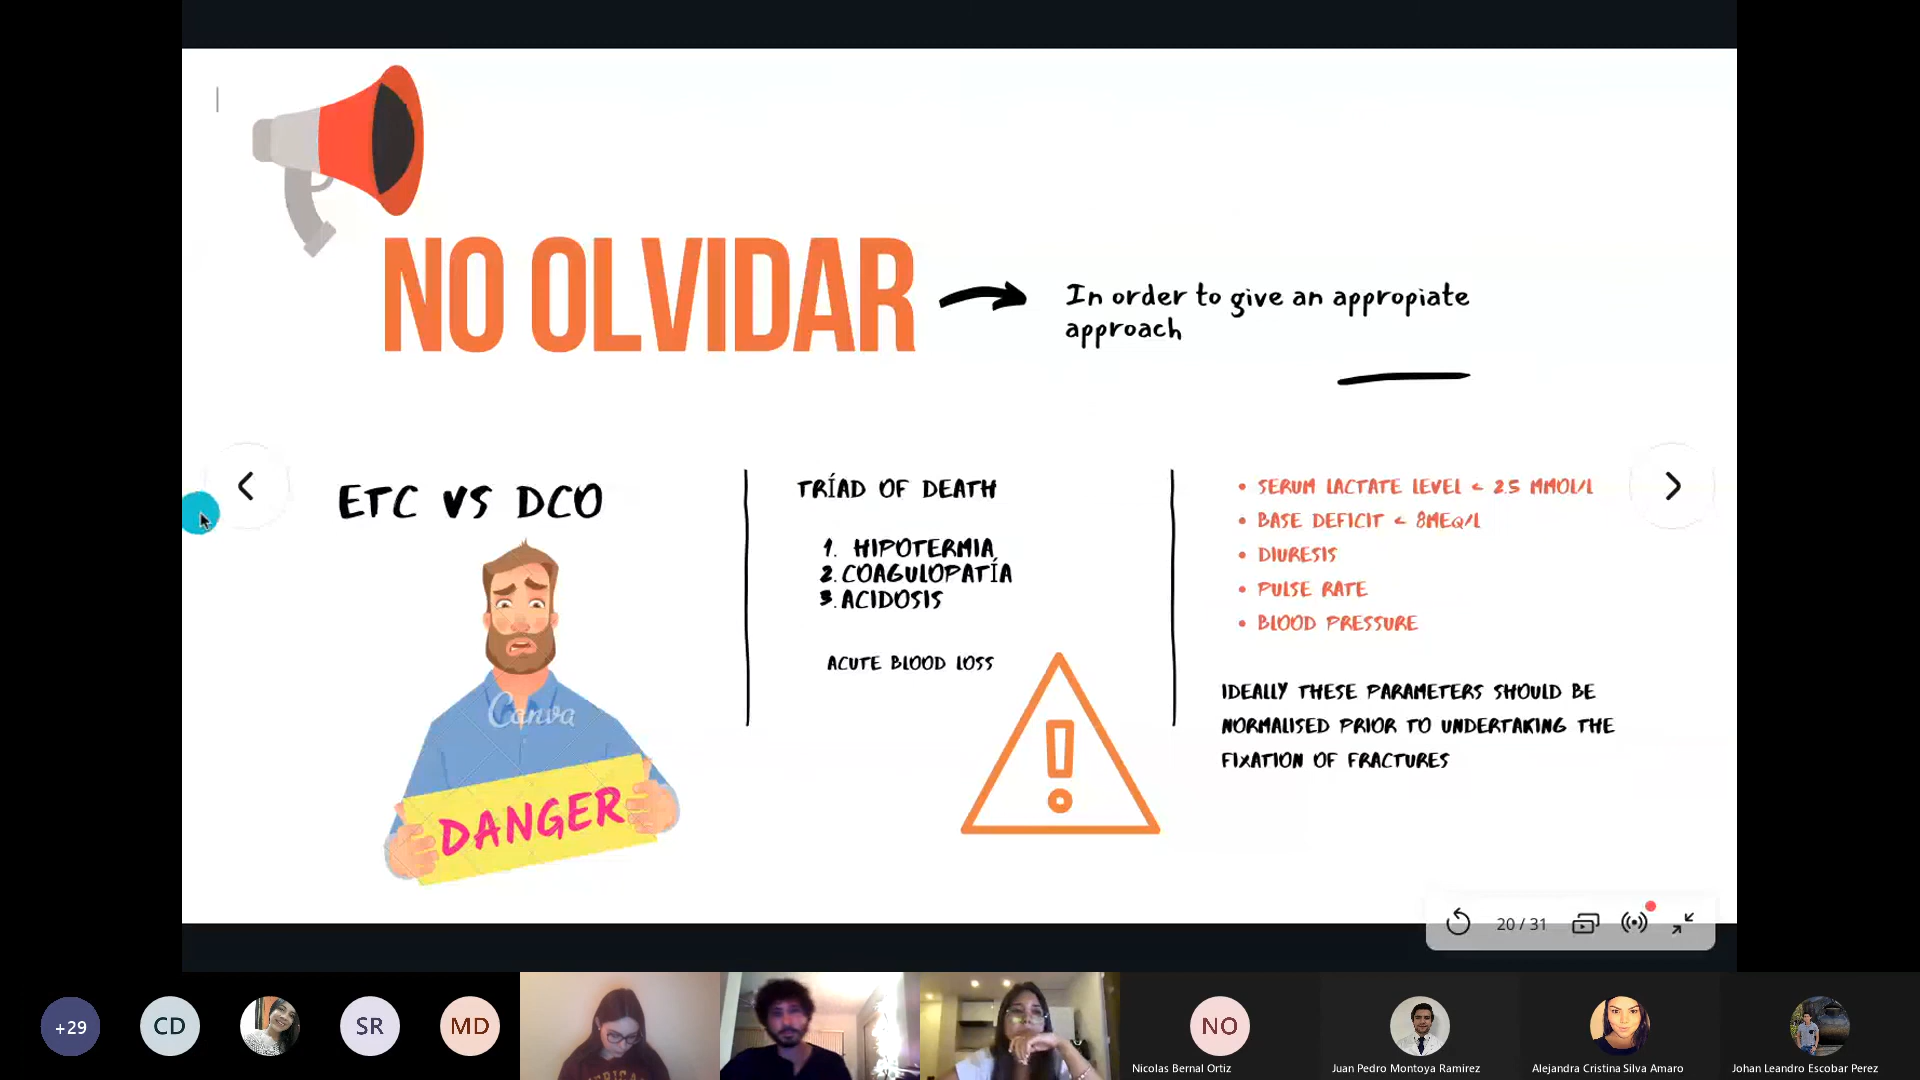 NO OLVIDAR
In order to give an appropiate
approach
ETC VS DCO
Canva
DANGER
TRÍAD OF DEATH
1. HIPOTERMIA
2. COAGULOPATÍA
3. ACIDOSIS
ACUTE BLOOD LOSS
• SERUM LACTATE LEVEL < 2.5 MMOL/L
• BASE DEFICIT < 8MEQ/L
• DIURESIS
• PULSE RATE
• BLOOD PRESSURE
IDEALLY THESE PARAMETERS SHOULD BE
NORMALISED PRIOR TO UNDERTAKING THE
FIXATION OF FRACTURES
20 / 31
+29
CD
SR
MD
NO
Nicolas Bernal Ortiz
Juan Pedro Montoya Ramirez
Alejandra Cristina Silva Amaro
Johan Leandro Escobar Perez